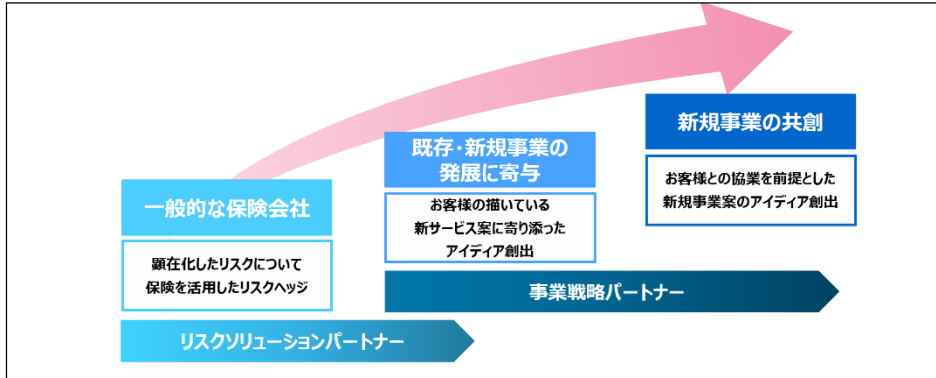 一般的な保険会社
顕在化したリスクについて
保険を活用したリスクヘッジ
リスクソリューションパートナー
既存・新規事業の
発展に寄与
お客様の描いている
新サービス案に寄り添った
アイディア創出
新規事業の共創
お客様との協業を前提とした
新規事業案のアイディア創出
事業戦略パートナー